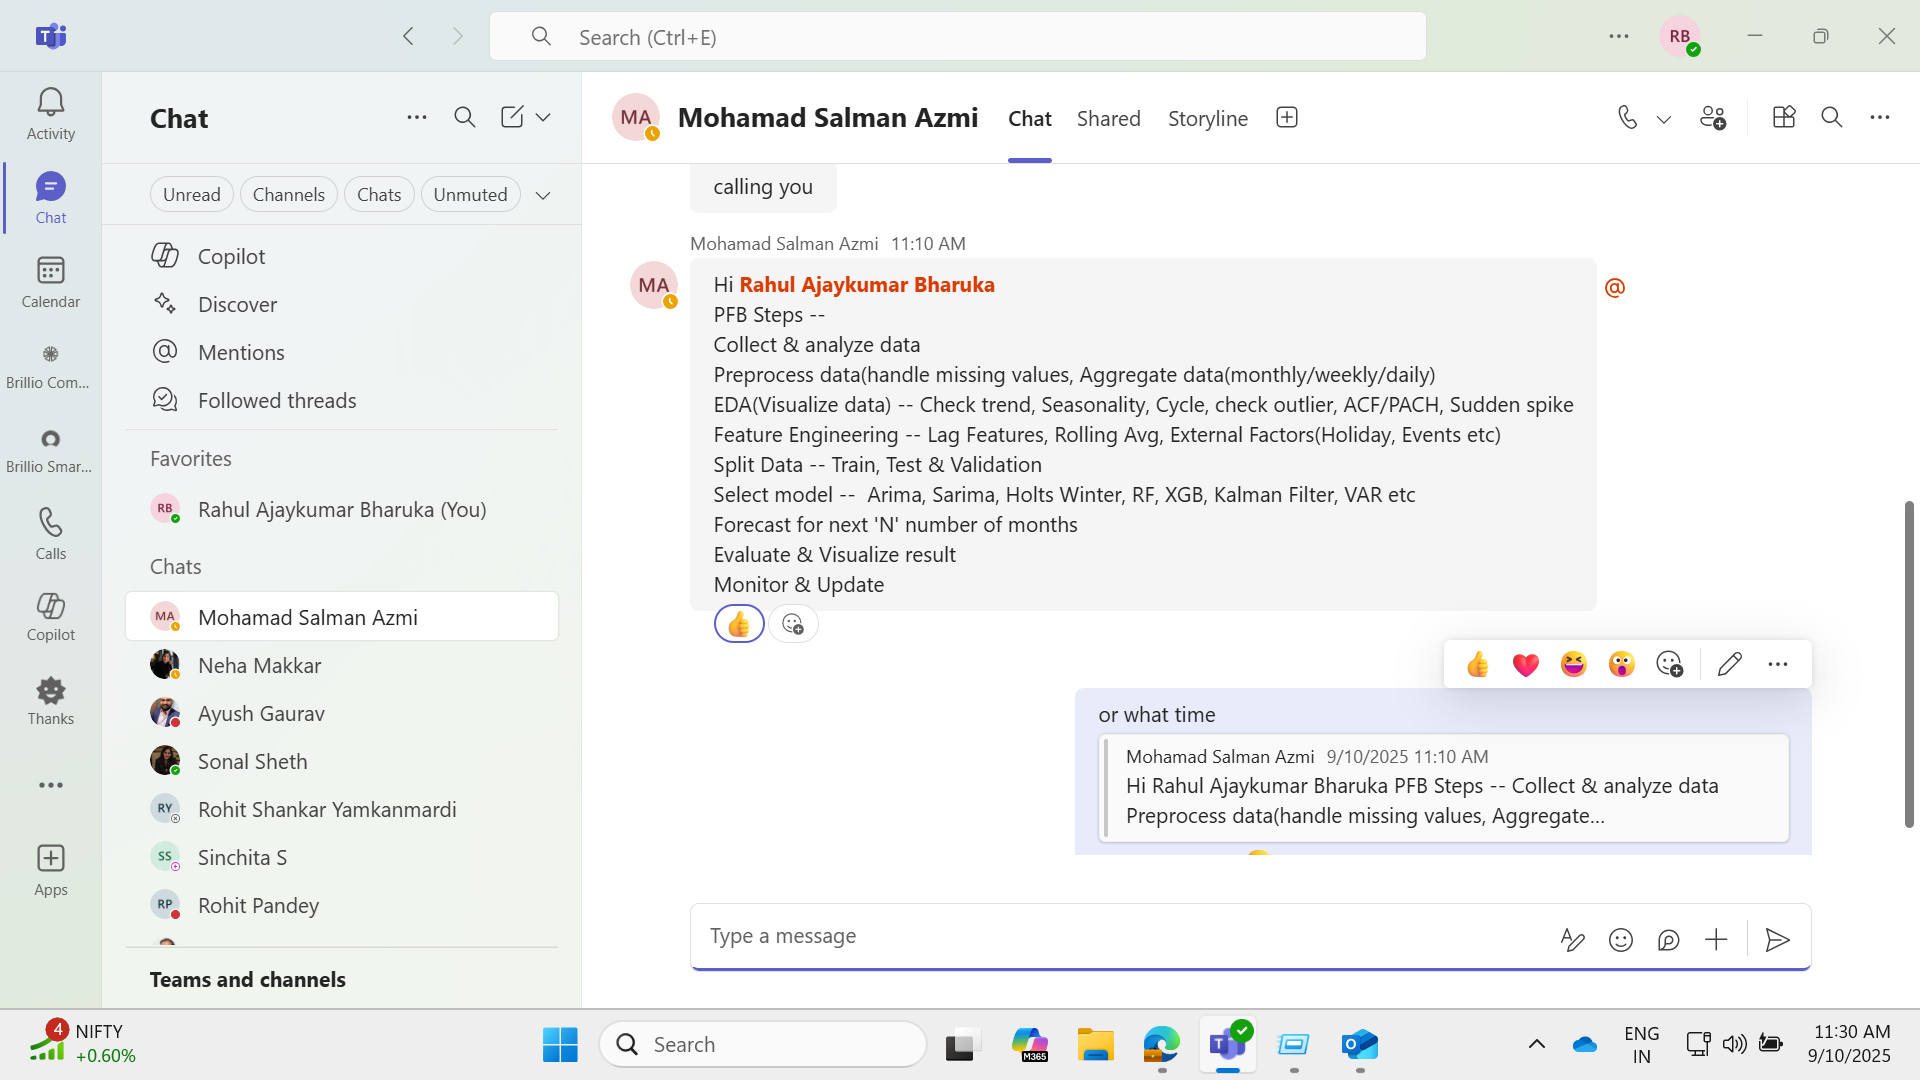 Search (Ctrl+E)
RB
Activity
Chat
Calendar
Brillio Com...
Brillio Smar...
Calls
Copilot
Thanks
Apps
Chat
Unread
Channels
Chats
Unmuted
Copilot
Discover
Mentions
Followed threads
Favorites
RB Rahul Ajaykumar Bharuka (You)
Chats
MA Mohamad Salman Azmi
Neha Makkar
Ayush Gaurav
Sonal Sheth
RY Rohit Shankar Yamkanmardi
SS Sinchita S
RP Rohit Pandey
Teams and channels
MA Mohamad Salman Azmi
Chat
Shared
Storyline
calling you
Mohamad Salman Azmi 11:10 AM
MA
Hi Rahul Ajaykumar Bharuka
@
PFB Steps --
Collect & analyze data
Preprocess data(handle missing values, Aggregate data(monthly/weekly/daily)
EDA(Visualize data) -- Check trend, Seasonality, Cycle, check outlier, ACF/PACH, Sudden spike
Feature Engineering -- Lag Features, Rolling Avg, External Factors(Holiday, Events etc)
Split Data -- Train, Test & Validation
Select model --  Arima, Sarima, Holts Winter, RF, XGB, Kalman Filter, VAR etc
Forecast for next 'N' number of months
Evaluate & Visualize result
Monitor & Update
or what time
Mohamad Salman Azmi 9/10/2025 11:10 AM
Hi Rahul Ajaykumar Bharuka PFB Steps -- Collect & analyze data
Preprocess data(handle missing values, Aggregate...
Type a message
4
NIFTY
+0.60%
Search
M365
ENG
IN
11:30 AM
9/10/2025